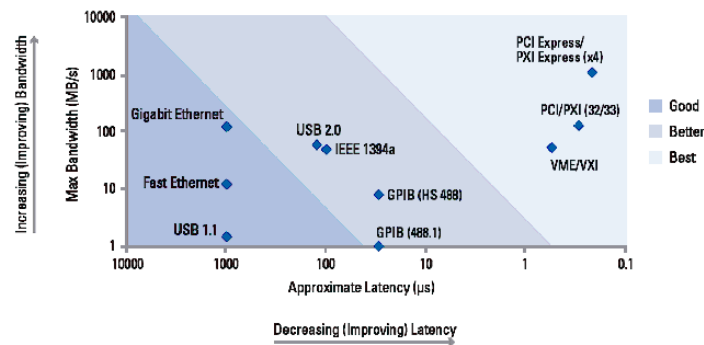 Increasing (Improving) Bandwidth
Max Bandwidth (MB/s)
10000
1000
100
10
1
PCI Express/
PXI Express (x4)
Gigabit Ethernet
USB 2.0
IEEE 1394a
PCI/PXI (32/33)
VME/VXI
Fast Ethernet
GPIB (HS 488)
USB 1.1
GPIB (488.1)
Good
Better
Best
10000
1000
100
10
1
0.1
Approximate Latency (µs)
Decreasing (Improving) Latency